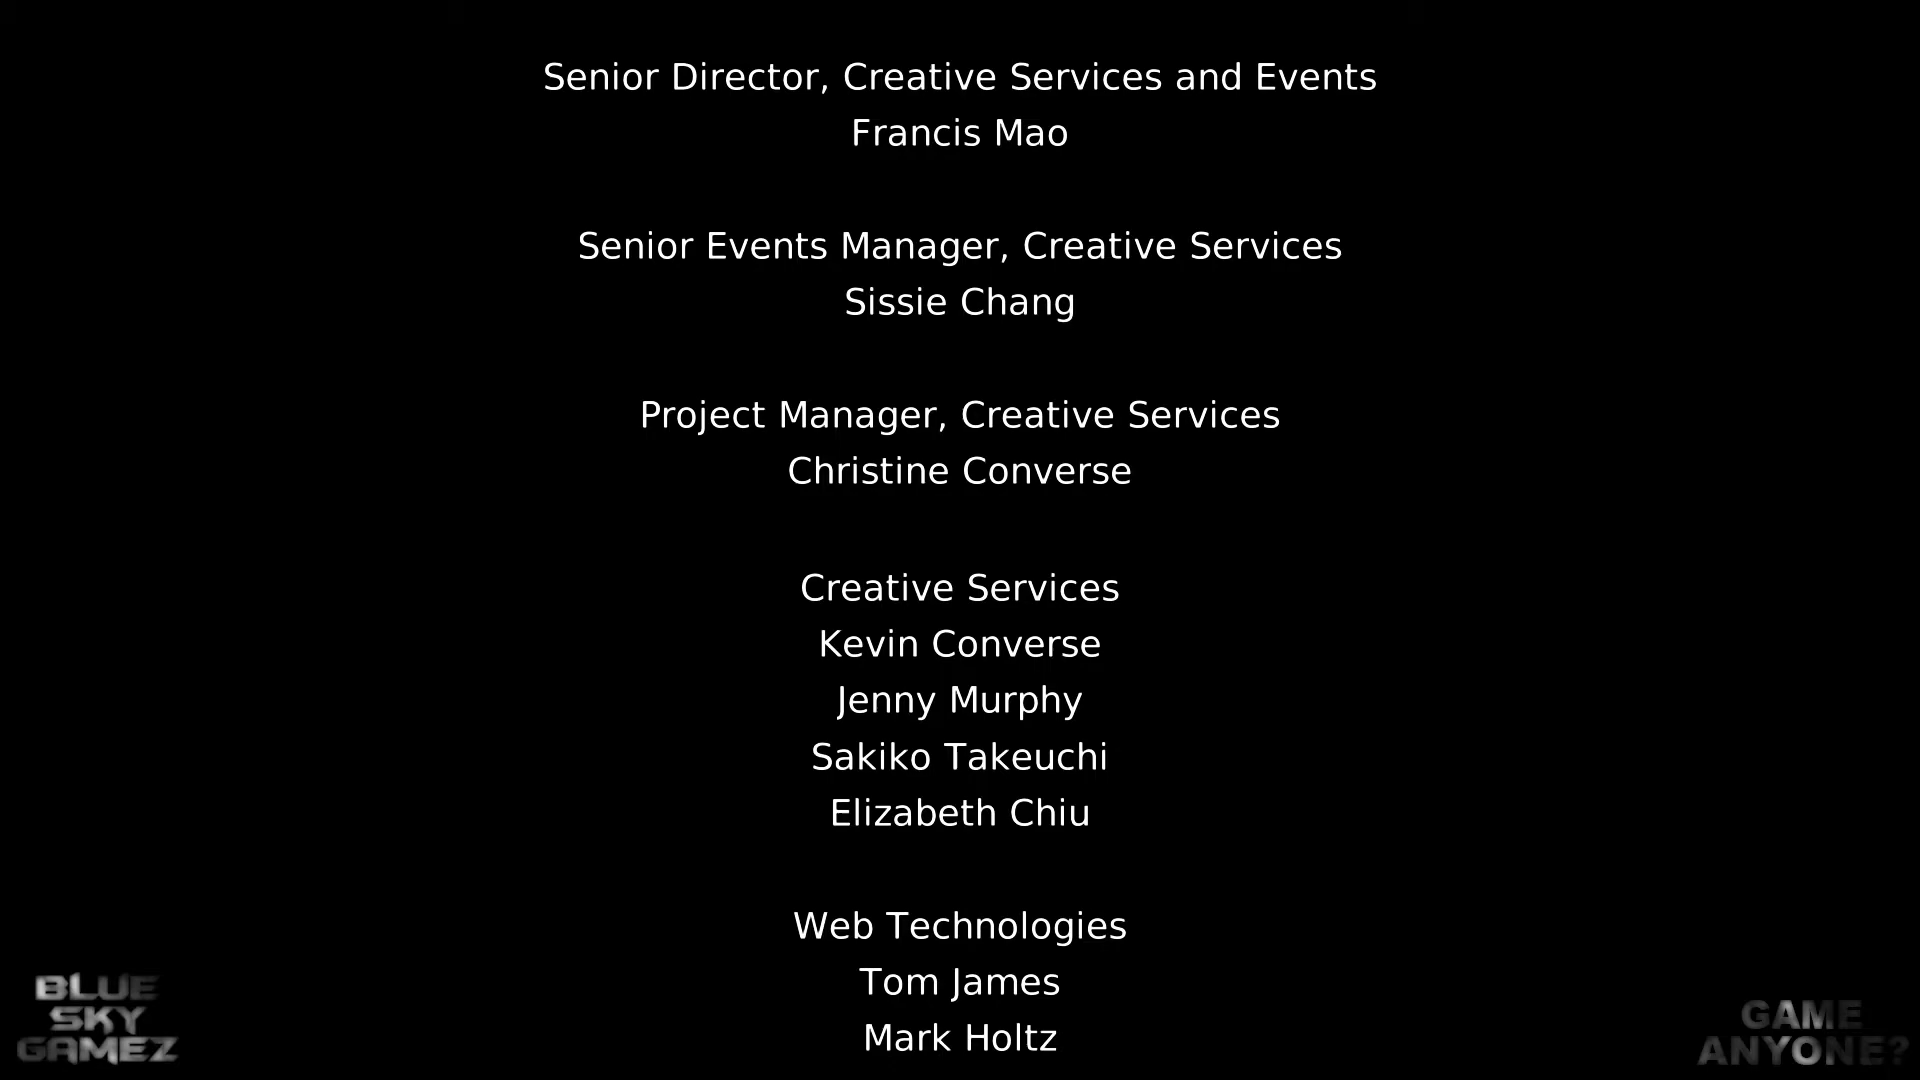 Senior Director, Creative Services and Events
Francis Mao
Senior Events Manager, Creative Services
Sissie Chang
Project Manager, Creative Services
Christine Converse
Creative Services
Kevin Converse
Jenny Murphy
Sakiko Takeuchi
Elizabeth Chiu
Web Technologies
Tom James
Mark Holtz
BLUE
SKY
GAMEZ
GAME
ANYONE?